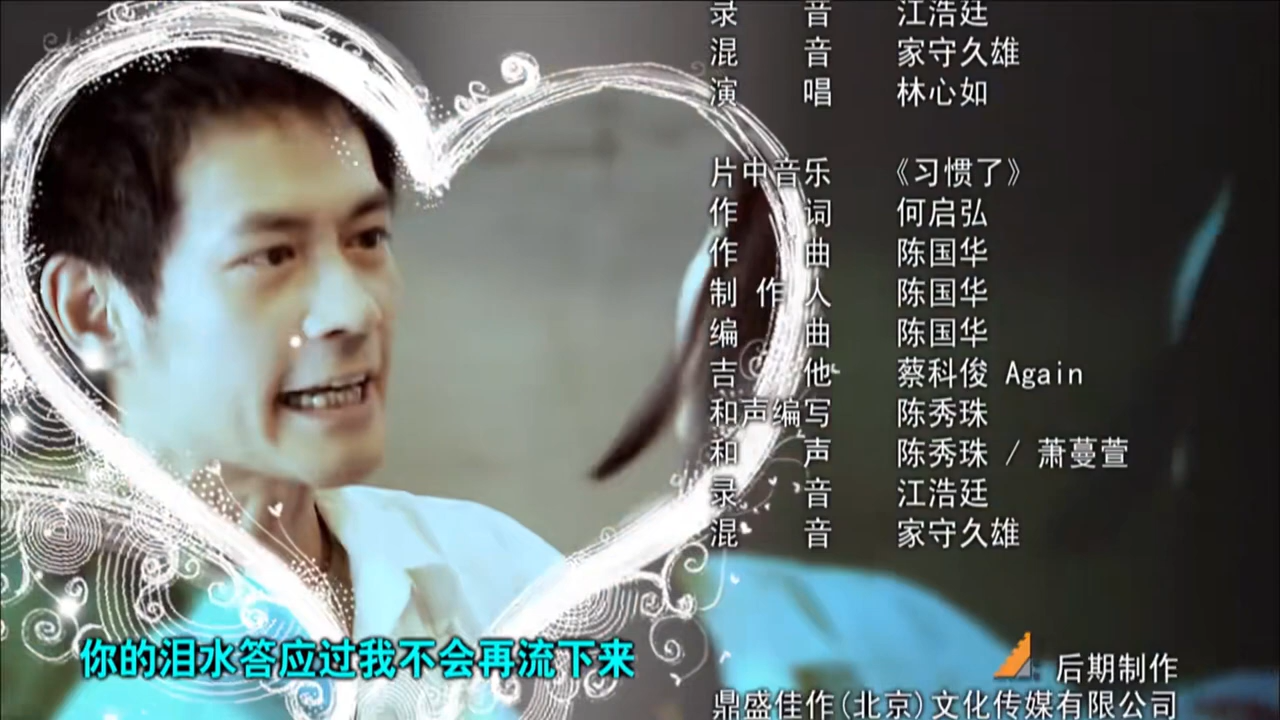 录 音 江浩廷
混 音 家守久雄
演 唱 林心如
片中音乐 《习惯了》
作 词 何启弘
作 曲 陈国华
制 作 人 陈国华
编 曲 陈国华
吉 他 蔡科俊 Again
和声编写 陈秀珠
和 声 陈秀珠 / 萧蔓萱
录 音 江浩廷
混 音 家守久雄
你的泪水答应过我不会再流下来
后期制作
鼎盛佳作(北京)文化传媒有限公司